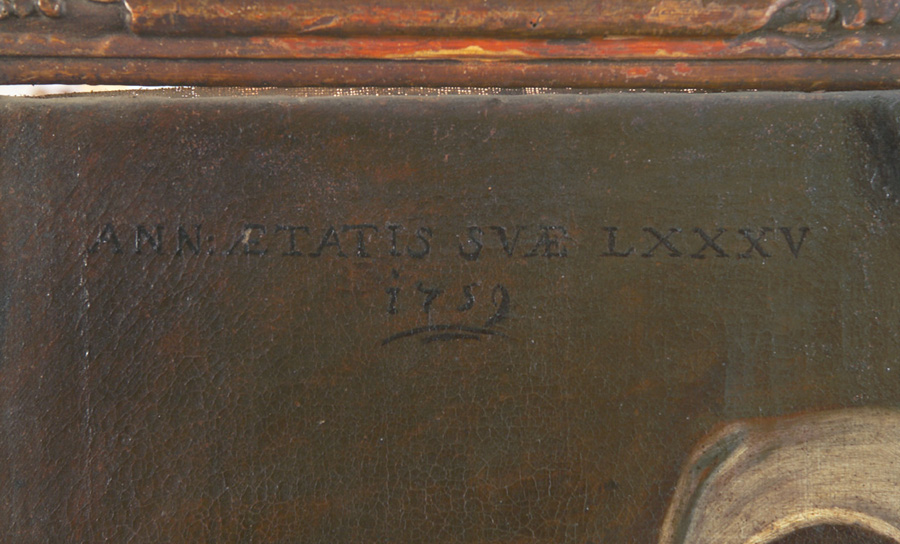 ANN: ÆTATIS SVÆ LXXXV
1759